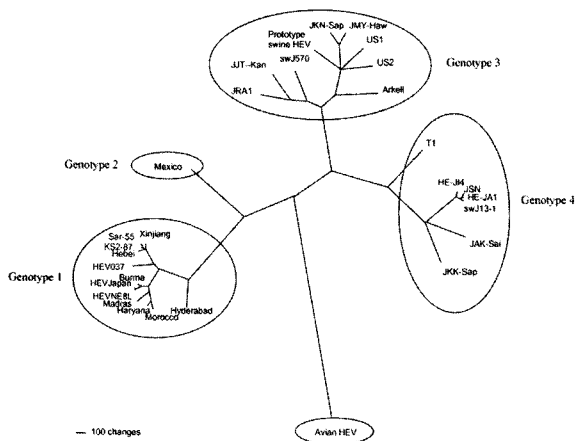 JKN-Sap JMY-Haw
Prototype
swine HEV
US1
swJ570
US2
JJT--Kan
Genotype 3
JRA1
Arkell
T1
Genotype 2
Mexico
HE-JI4
JSN
HE-JA1
swJ13-1
Genotype 4
JAK-Sai
JKK-Sap
Sar-55 Xinjiang
KS2-87
Hebei
Genotype 1
HEV037
Burma
HEVJapan
HEVNE8L
Madras
Haryana
Morocco
Hyderabad
100 changes
Avian HEV